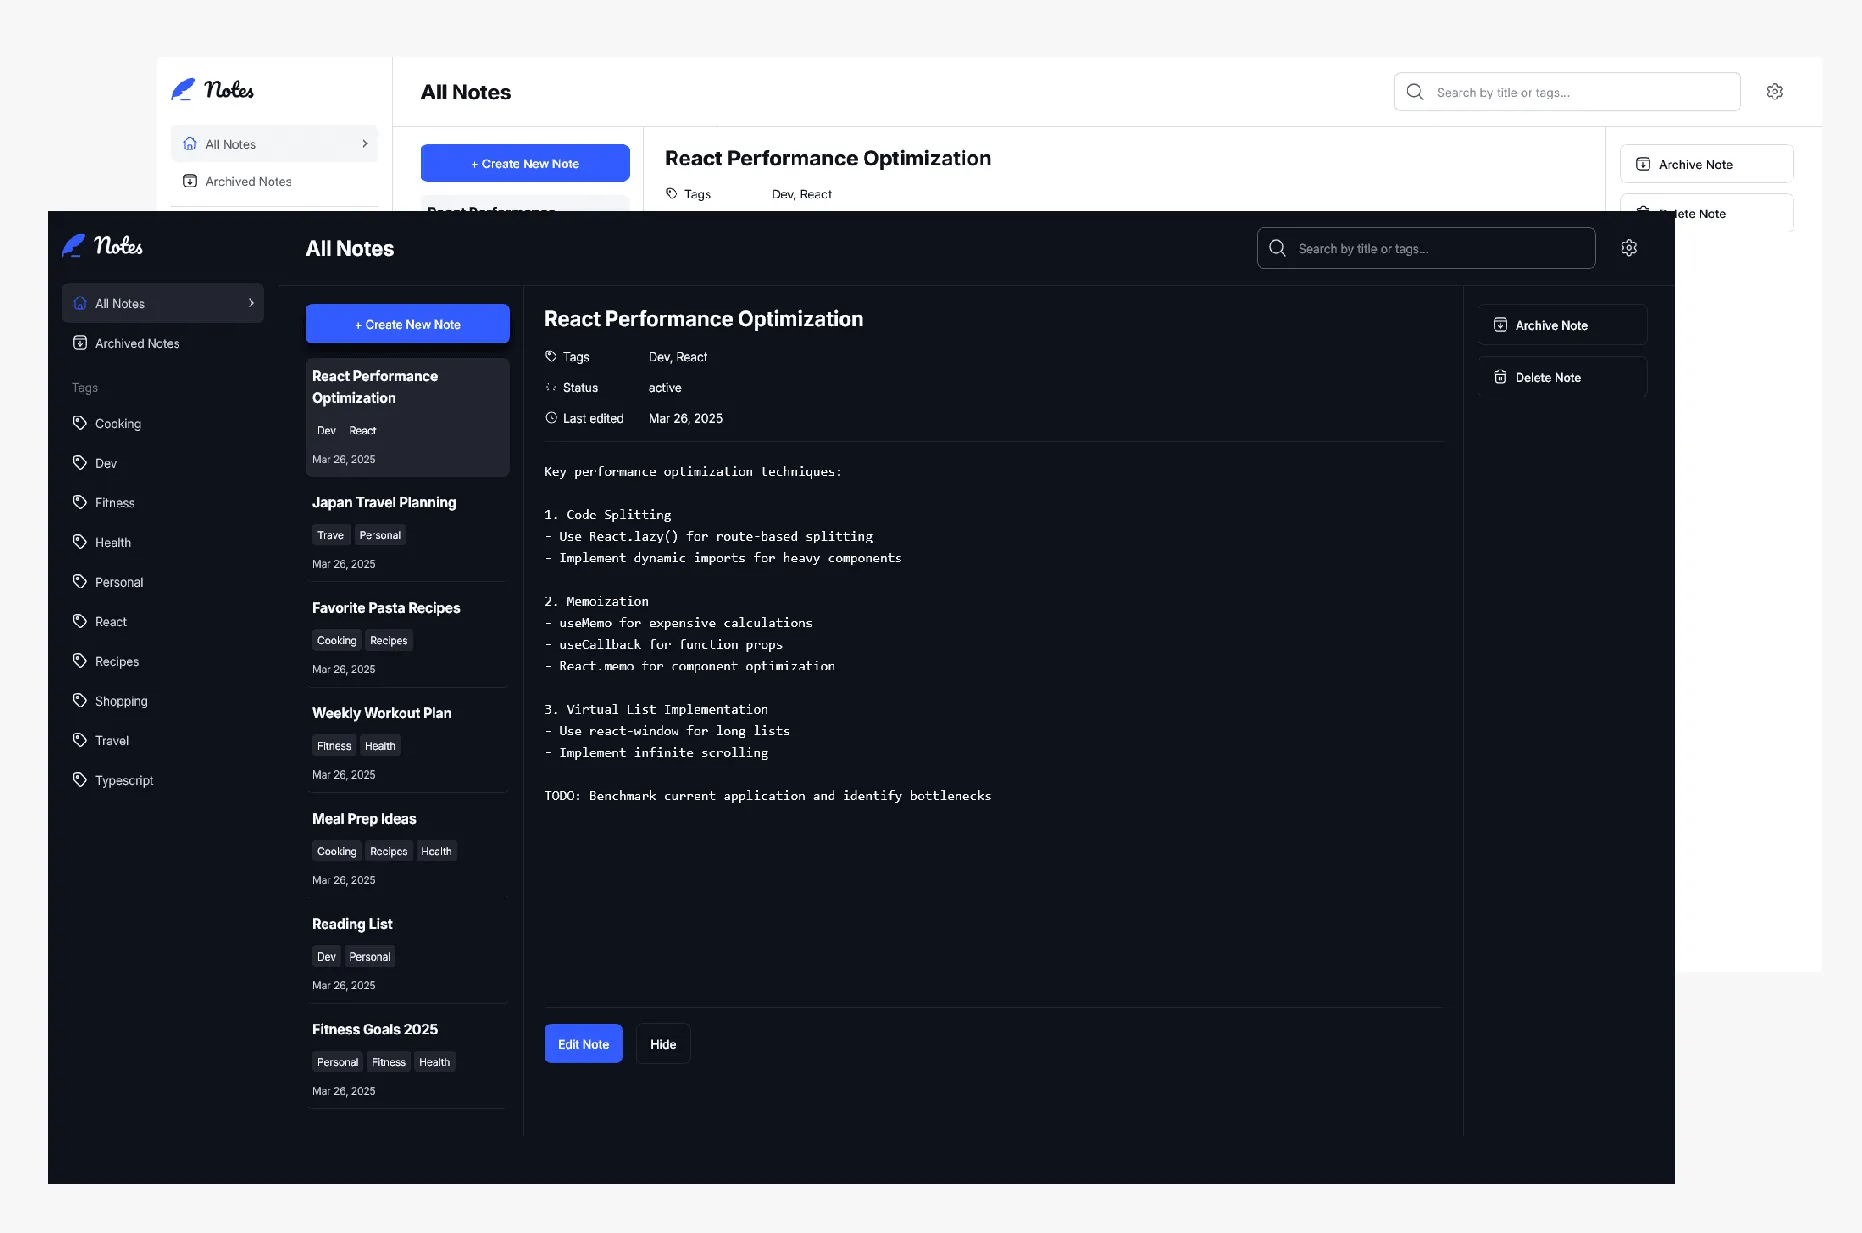 Notes
All Notes
Search by title or tags...
All Notes
Archived Notes
+ Create New Note
React Performance Optimization
Tags Dev, React
Archive Note
React Performance
lete Note
Notes
All Notes
Search by title or tags...
All Notes
Archived Notes
Tags
Cooking
Dev
Fitness
Health
Personal
React
Recipes
Shopping
Travel
Typescript
+ Create New Note
React Performance
Optimization
Dev React
Mar 26, 2025
Japan Travel Planning
Trave Personal
Mar 26, 2025
Favorite Pasta Recipes
Cooking Recipes
Mar 26, 2025
Weekly Workout Plan
Fitness Health
Mar 26, 2025
Meal Prep Ideas
Cooking Recipes Health
Mar 26, 2025
Reading List
Dev Personal
Mar 26, 2025
Fitness Goals 2025
Personal Fitness Health
Mar 26, 2025
React Performance Optimization
Tags Dev, React
Status active
Last edited Mar 26, 2025
Key performance optimization techniques:
1. Code Splitting
- Use React.lazy() for route-based splitting
- Implement dynamic imports for heavy components
2. Memoization
- useMemo for expensive calculations
- useCallback for function props
- React.memo for component optimization
3. Virtual List Implementation
- Use react-window for long lists
- Implement infinite scrolling
TODO: Benchmark current application and identify bottlenecks
Edit Note
Hide
Archive Note
Delete Note